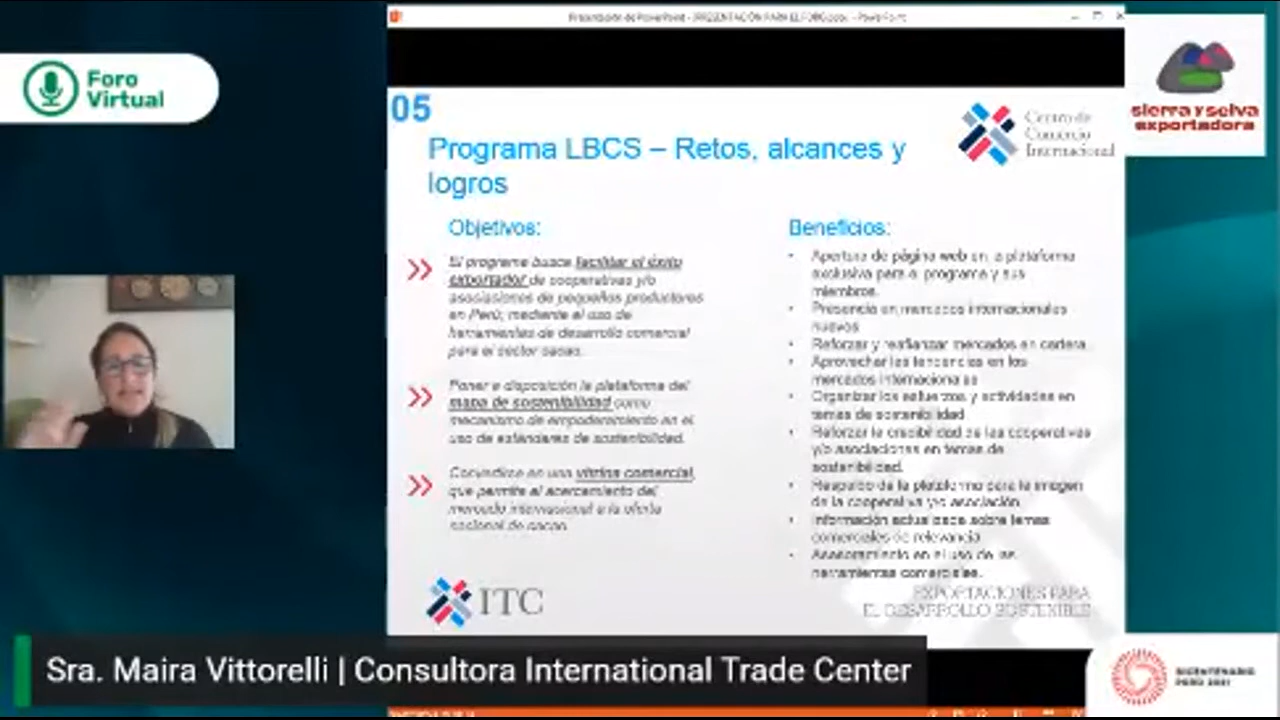 Presentación de PowerPoint - [PRESENTACIÓN PARA EL FORO - PowerPoint
Foro
Virtual
sierra y selva
exportadora
05
Programa LBCS – Retos, alcances y
logros
Centro de
Comercio
Internacional
Objetivos:
El programa busca facilitar el éxito
exportador de cooperativas y/o
asociaciones de pequeños productores
en Perú; mediante el uso de
herramientas de desarrollo comercial
para el sector cacao.
Poner a disposición la plataforma del
mapa de sostenibilidad como
mecanismo de empoderamiento en el
uso de estándares de sostenibilidad.
Convertirse en una vitrina comercial,
que permite el acercamiento del
mercado internacional a la oferta
nacional de cacao.
Beneficios:
• Apertura de página web en la plataforma
exclusiva para el programa y sus
miembros.
• Presencia en mercados internacionales
nuevos
• Reforzar y reafianzar mercados en cartera.
• Aprovechar las tendencias en los
mercados internacionales
• Organizar los esfuerzos y actividades en
temas de sostenibilidad
• Reforzar la credibilidad de las cooperativas
y/o asociaciones en temas de
sostenibilidad.
• Respaldo de la plataforma para la imagen
de la cooperativa y/o asociación.
• Información actualizada sobre temas
comerciales de relevancia
• Asesoramiento en el uso de las
herramientas comerciales.
ITC
EXPORTACIONES PARA
EL DESARROLLO SOSTENIBLE
Sra. Maira Vittorelli | Consultora International Trade Center
BICENTENARIO
PERÚ 2021